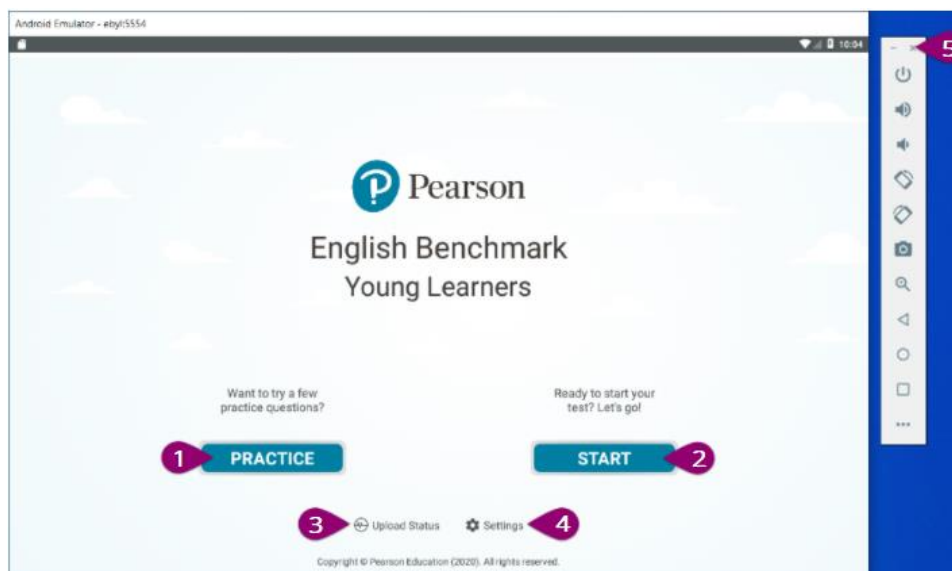 Android Emulator - ebyl:5554
10:04
5
Pearson
English Benchmark
Young Learners
Want to try a few
practice questions?
Ready to start your
test? Let's go!
1 PRACTICE
START 2
3 Upload Status Settings 4
Copyright © Pearson Education (2020). All rights reserved.